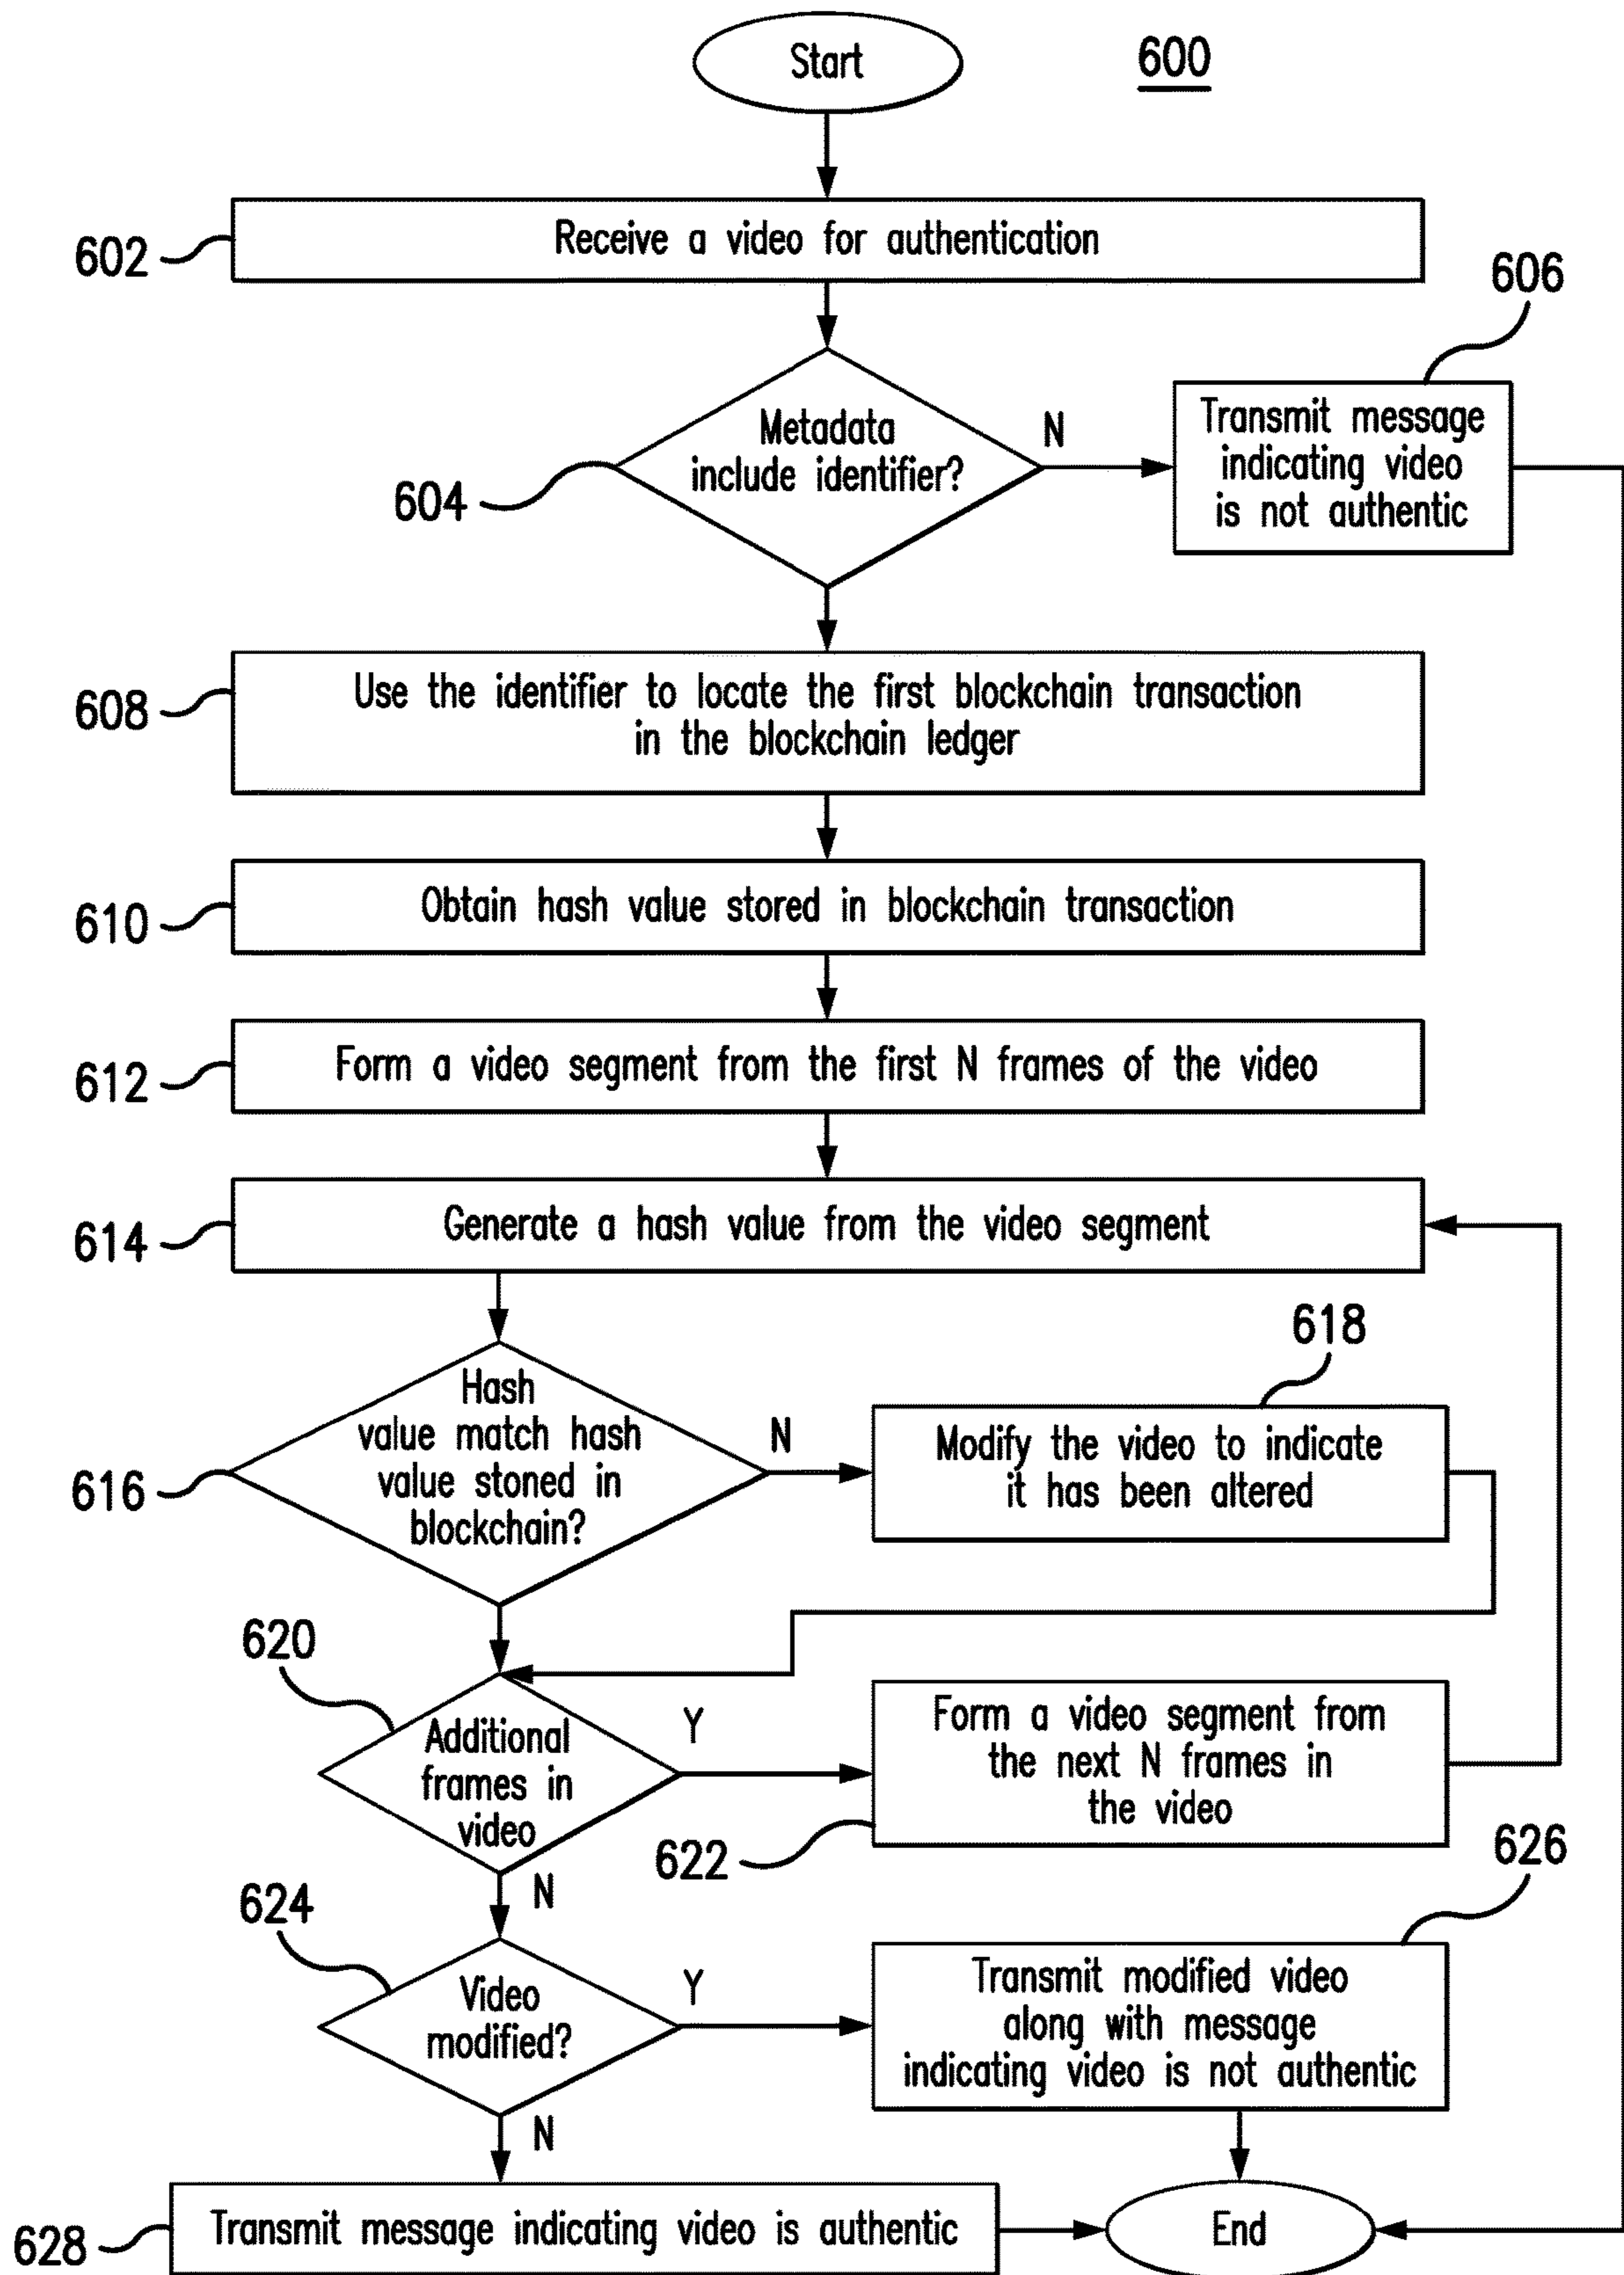 Start
600
Receive a video for authentication
602
606
Metadata
include identifier?
N
604
Transmit message
indicating video
is not authentic
Use the identifier to locate the first blockchain transaction
in the blockchain ledger
608
Obtain hash value stored in blockchain transaction
610
Form a video segment from the first N frames of the video
612
Generate a hash value from the video segment
614
618
Hash
value match hash
value stoned in
blockchain?
N
616
Modify the video to indicate
it has been altered
620
Additional
frames in
video
Y
N
Form a video segment from
the next N frames in
the video
622
626
624
Video
modified?
Y
N
Transmit modified video
along with message
indicating video is not authentic
Transmit message indicating video is authentic
628
End